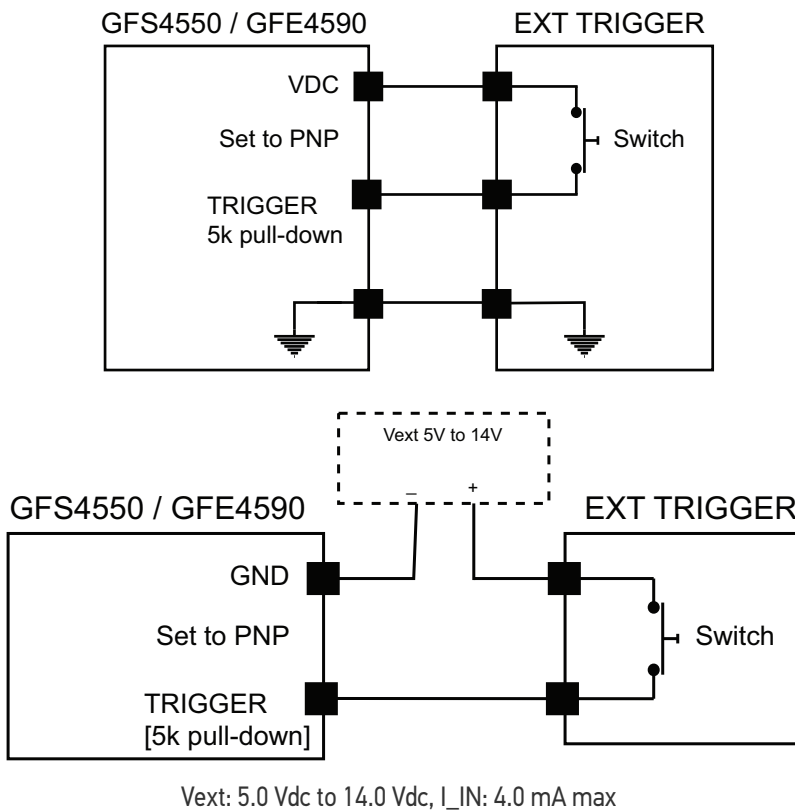 GFS4550 / GFE4590
EXT TRIGGER
VDC
Set to PNP
Switch
TRIGGER
5k pull-down
Vext 5V to 14V
– +
GFS4550 / GFE4590
EXT TRIGGER
GND
Set to PNP
Switch
TRIGGER
[5k pull-down]
Vext: 5.0 Vdc to 14.0 Vdc, I_IN: 4.0 mA max